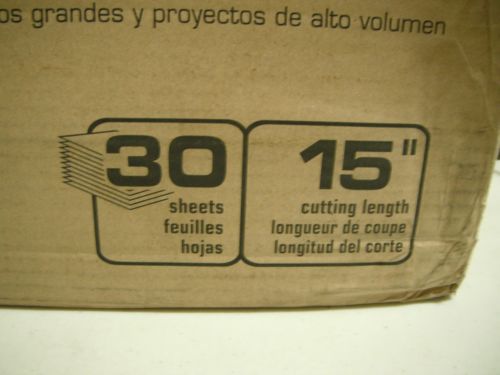 os grandes y proyectos de alto volumen
30
sheets
feuilles
hojas
15"
cutting length
longueur de coupe
longitud del corte